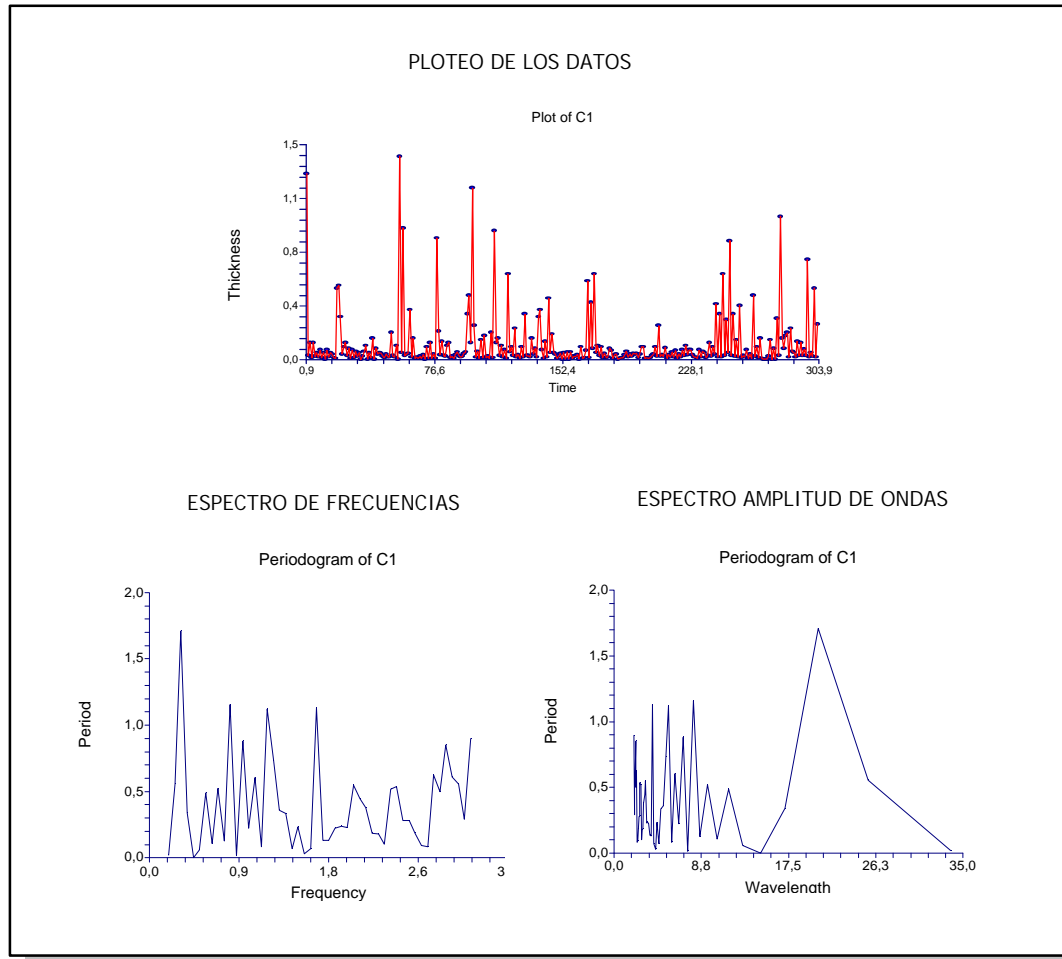 PLOTEO DE LOS DATOS
Plot of C1
1,5
1,1
0,8
0,4
0,0
Thickness
0,9 76,6 152,4 228,1 303,9
Time
ESPECTRO DE FRECUENCIAS
Periodogram of C1
2,0
1,5
1,0
0,5
0,0
Period
0,0 0,9 1,8 2,6 3
Frequency
ESPECTRO AMPLITUD DE ONDAS
Periodogram of C1
2,0
1,5
1,0
0,5
0,0
Period
0,0 8,8 17,5 26,3 35,0
Wavelength